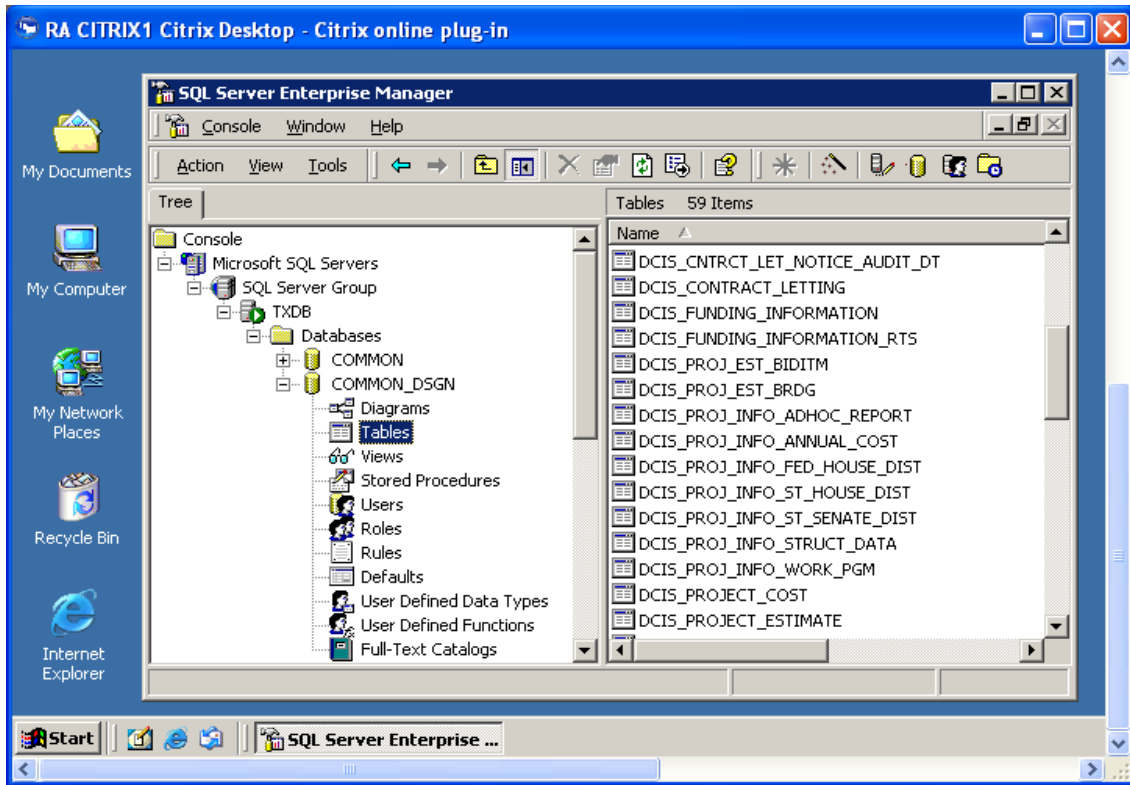 RA CITRIX1 Citrix Desktop - Citrix online plug-in
My Documents
My Computer
My Network
Places
Recycle Bin
Internet
Explorer
SQL Server Enterprise Manager
Console Window Help
Action View Tools
Tree
Console
Microsoft SQL Servers
SQL Server Group
TXDB
Databases
COMMON
COMMON_DSGN
Diagrams
Tables
Views
Stored Procedures
Users
Roles
Rules
Defaults
User Defined Data Types
User Defined Functions
Full-Text Catalogs
Tables 59 Items
Name
DCIS_CNTRCT_LET_NOTICE_AUDIT_DT
DCIS_CONTRACT_LETTING
DCIS_FUNDING_INFORMATION
DCIS_FUNDING_INFORMATION_RTS
DCIS_PROJ_EST_BIDITM
DCIS_PROJ_EST_BRDG
DCIS_PROJ_INFO_ADHOC_REPORT
DCIS_PROJ_INFO_ANNUAL_COST
DCIS_PROJ_INFO_FED_HOUSE_DIST
DCIS_PROJ_INFO_ST_HOUSE_DIST
DCIS_PROJ_INFO_ST_SENATE_DIST
DCIS_PROJ_INFO_STRUCT_DATA
DCIS_PROJ_INFO_WORK_PGM
DCIS_PROJECT_COST
DCIS_PROJECT_ESTIMATE
Start
SQL Server Enterprise ...